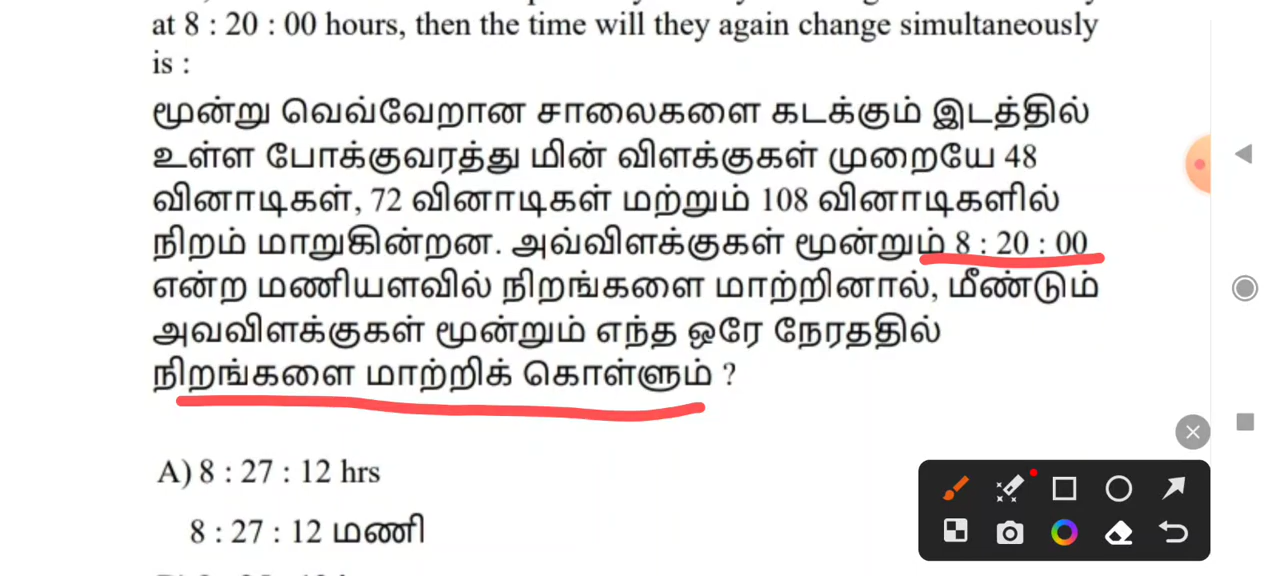 at 8 : 20 : 00 hours, then the time will they again change simultaneously
is :
மூன்று வெவ்வேறான சாலைகளை கடக்கும் இடத்தில்
உள்ள போக்குவரத்து மின் விளக்குகள் முறையே 48
வினாடிகள், 72 வினாடிகள் மற்றும் 108 வினாடிகளில்
நிறம் மாறுகின்றன. அவ்விளக்குகள் மூன்றும் 8 : 20 : 00
என்ற மணியளவில் நிறங்களை மாற்றினால், மீண்டும்
அவவிளக்குகள் மூன்றும் எந்த ஒரே நேரததில்
நிறங்களை மாற்றிக் கொள்ளும் ?
A) 8 : 27 : 12 hrs
8 : 27 : 12 மணி